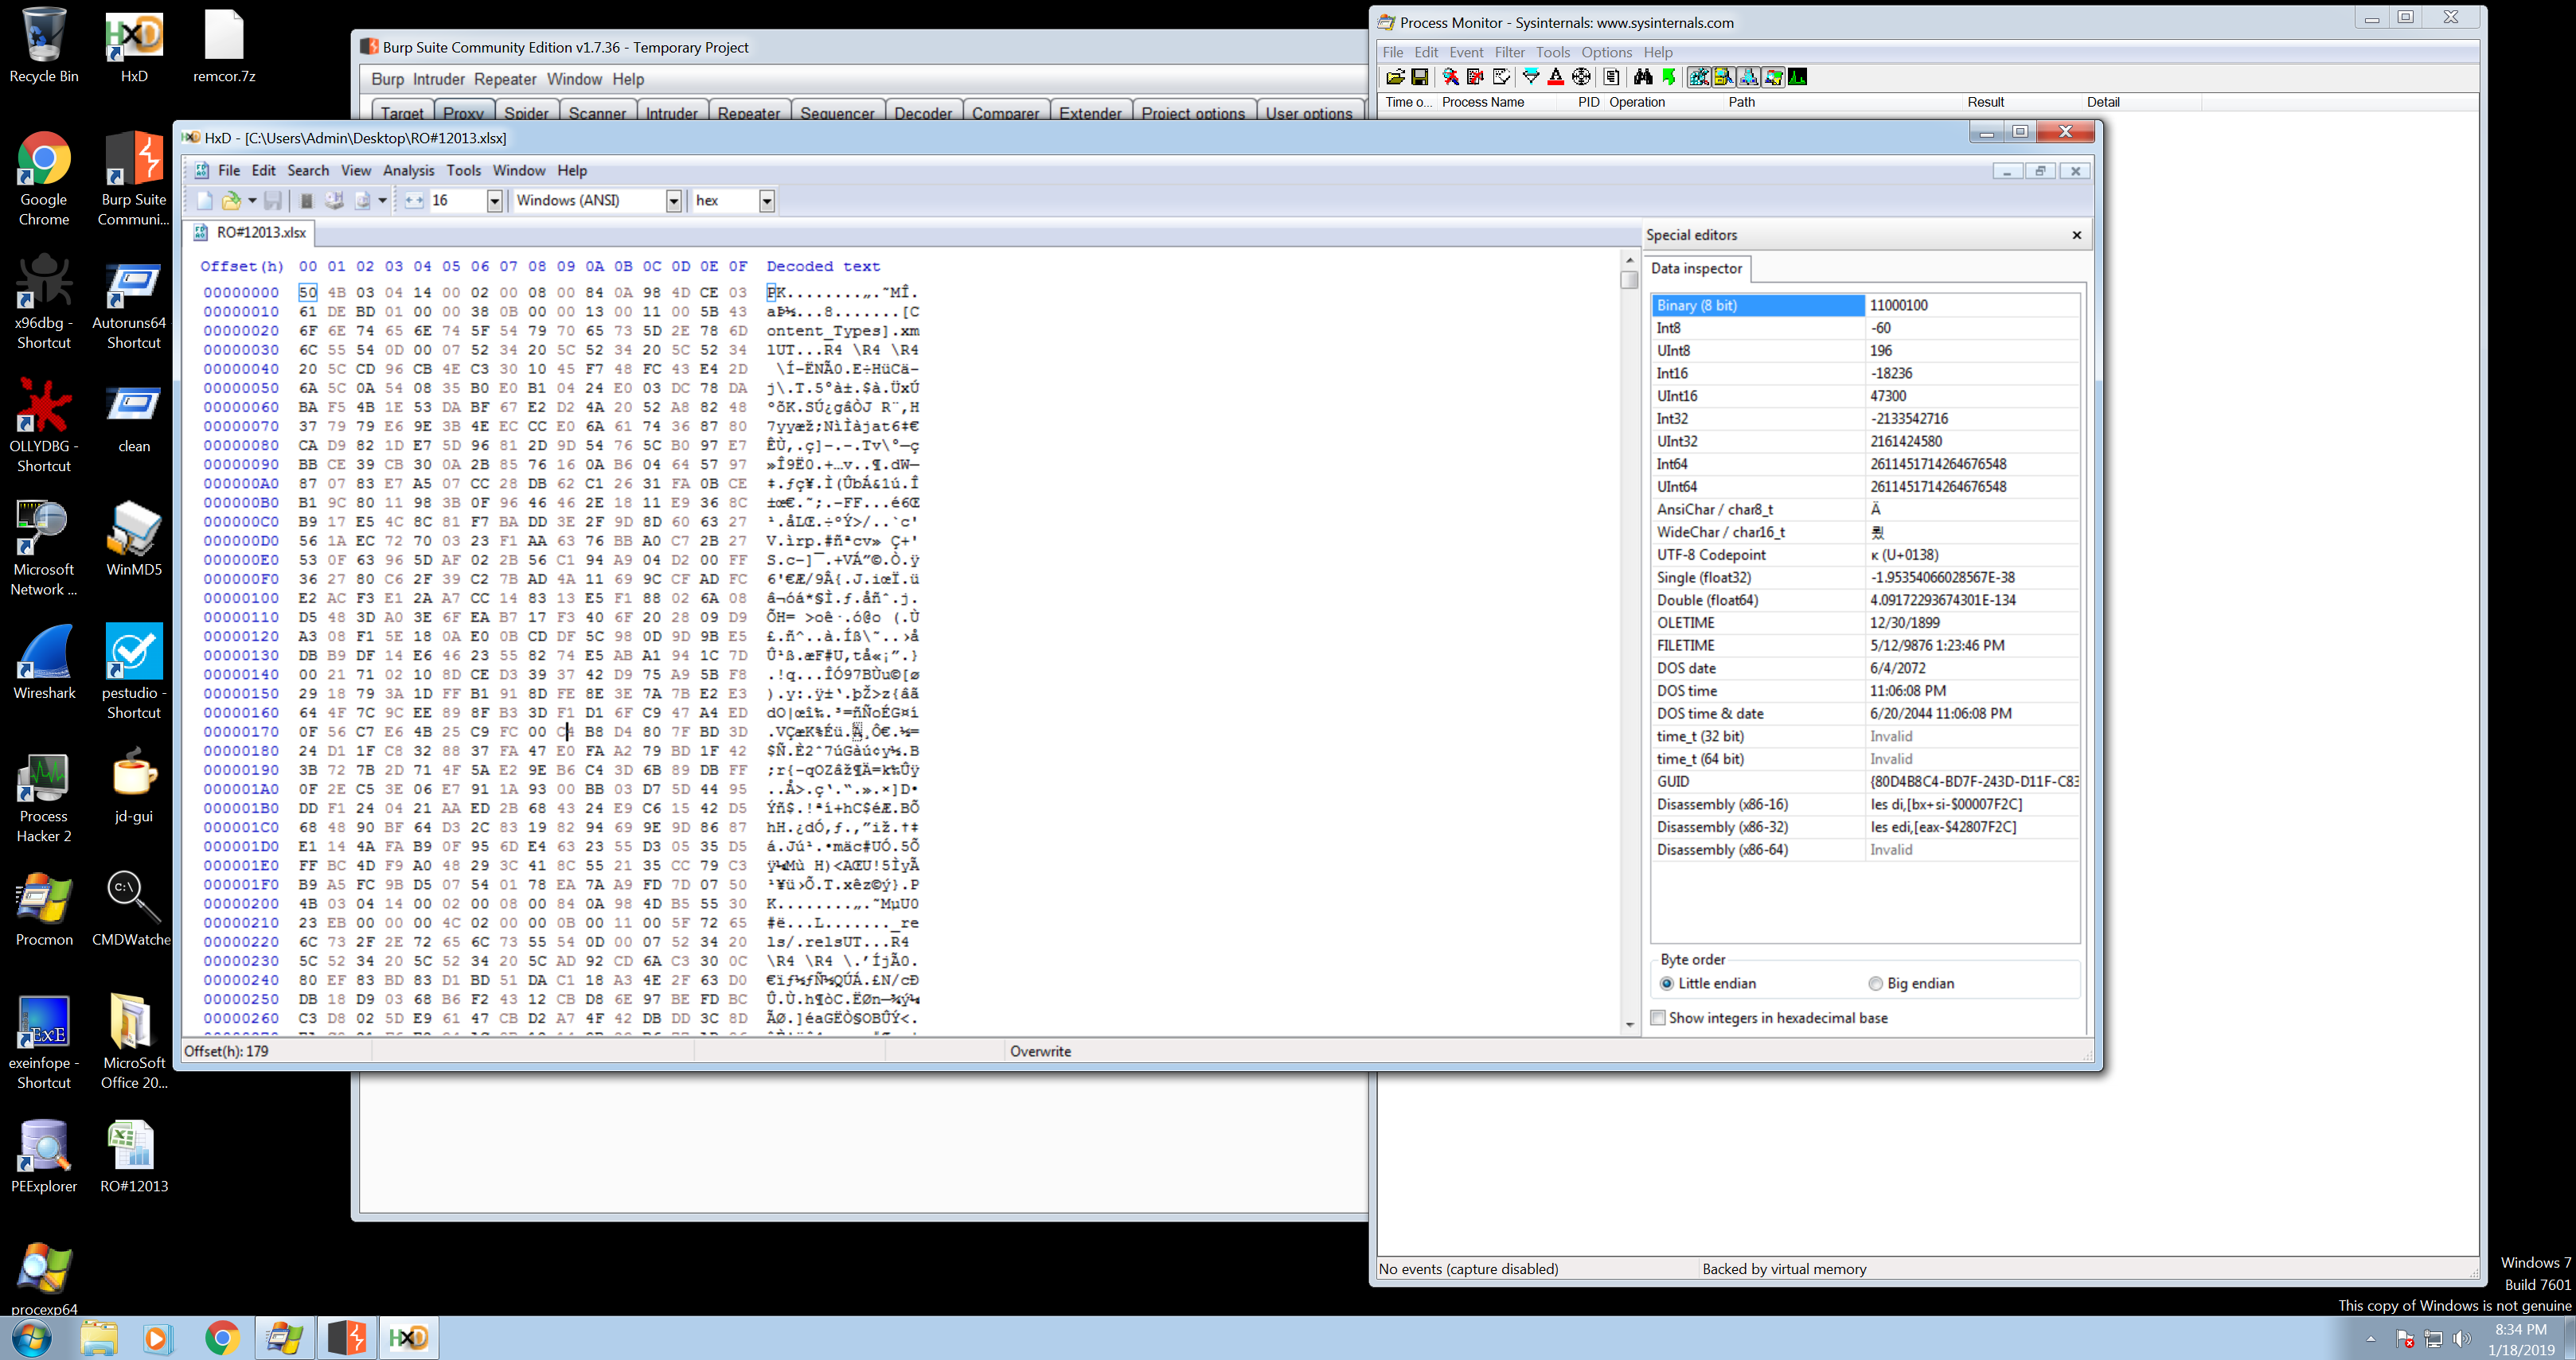 Recycle Bin
HxD
remcor.7z
Google
Chrome
Burp Suite
Communi...
x96dbg -
Shortcut
Autoruns64
Shortcut
OLLYDBG -
Shortcut
clean
Microsoft
Network ...
WinMD5
Wireshark
pestudio -
Shortcut
Process
Hacker 2
jd-gui
Procmon
CMDWatche
exeinfope -
Shortcut
MicroSoft
Office 20...
PEExplorer
RO#12013
procexp64
Burp Suite Community Edition v1.7.36 - Temporary Project
Burp Intruder Repeater Window Help
Target Proxy Spider Scanner Intruder Repeater Sequencer Decoder Comparer Extender Project options User options
Process Monitor - Sysinternals: www.sysinternals.com
File Edit Event Filter Tools Options Help
Time o... Process Name PID Operation Path Result Detail
No events (capture disabled) Backed by virtual memory
HxD - [C:\Users\Admin\Desktop\RO#12013.xlsx]
File Edit Search View Analysis Tools Window Help
16 Windows (ANSI) hex
RO#12013.xlsx
Offset(h) 00 01 02 03 04 05 06 07 08 09 0A 0B 0C 0D 0E 0F Decoded text
00000000 50 4B 03 04 14 00 02 00 08 00 84 0A 98 4D CE 03 PK........„.˜MÎ.
00000010 61 DE BD 01 00 00 38 0B 00 00 13 00 11 00 5B 43 aÞ½...8.......[C
00000020 6F 6E 74 65 6E 74 5F 54 79 70 65 73 5D 2E 78 6D ontent_Types].xm
00000030 6C 55 54 0D 00 07 52 34 20 5C 52 34 20 5C 52 34 lUT...R4 \R4 \R4
00000040 20 5C CD 96 CB 4E C3 30 10 45 F7 48 FC 43 E4 2D \Í–ËNÃ0.E÷HüCä-
00000050 6A 5C 0A 54 08 35 B0 E0 B1 04 24 E0 03 DC 78 DA j\.T.5°à±.$à.ÜxÚ
00000060 BA F5 4B 1E 53 DA BF 67 E2 D2 4A 20 52 A8 82 48 ºõK.SÚ¿gâÒJ R¨‚H
00000070 37 79 79 E6 9E 3B 4E EC CC E0 6A 61 74 36 87 80 7yyæž;NìÌàjat6‡€
00000080 CA D9 82 1D E7 5D 96 81 2D 9D 54 76 5C B0 97 E7 ÊÙ‚.ç]–.-.Tv\°—ç
00000090 BB CE 39 CB 30 0A 2B 85 76 16 0A B6 04 64 57 97 »Î9Ë0.+…v..¶.dW—
000000A0 87 07 83 E7 A5 07 CC 28 DB 62 C1 26 31 FA 0B CE ‡.ƒç¥.Ì(ÛbÁ&1ú.Î
000000B0 B1 9C 80 11 98 3B 0F 96 46 46 2E 18 11 E9 36 8C ±œ€.˜;.–FF...é6Œ
000000C0 B9 17 E5 4C 8C 81 F7 BA DD 3E 2F 9D 8D 60 63 27 ¹.åLŒ.÷ºÝ>/..`c'
000000D0 56 1A EC 72 70 03 23 F1 AA 63 76 BB A0 C7 2B 27 V.ìrp.#ñªcv» Ç+'
000000E0 53 0F 63 96 5D AF 02 2B 56 C1 94 A9 04 D2 00 FF S.c–]¯.+VÁ”©.Ò.ÿ
000000F0 36 27 80 C6 2F 39 C2 7B AD 4A 11 69 9C CF AD FC 6'€Æ/9Â{.J.iœÏ.ü
00000100 E2 AC F3 E1 2A A7 CC 14 83 13 E5 F1 88 02 6A 08 â¬óá*§Ì.ƒ.åñˆ.j.
00000110 D5 48 3D A0 3E 6F EA B7 17 F3 40 6F 20 28 09 D9 ÕH= >oê·.ó@o (.Ù
00000120 A3 08 F1 5E 18 0A E0 0B CD DF 5C 98 0D 9D 9B E5 £.ñ^..à.Íß\˜..›å
00000130 DB B9 DF 14 E6 46 23 55 82 74 E5 AB A1 94 1C 7D Û¹ß.æF#U‚tå«¡”.}
00000140 00 21 71 02 10 8D CE D3 39 37 42 D9 75 A9 5B F8 .!q...ÎÓ97BÙu©[ø
00000150 29 18 79 3A 1D FF B1 91 8D FE 8E 3E 7A 7B E2 E3 ).y:.ÿ±‘.þŽ>z{âã
00000160 64 4F 7C 9C EE 89 8F B3 3D F1 D1 6F C9 47 A4 ED dO|œî‰.³=ñÑoÉG¤í
00000170 0F 56 C7 E6 4B 25 C9 FC 00 C4 B8 D4 80 7F BD 3D .VÇæK%Éü.Ä¸Ô€.½=
00000180 24 D1 1F C8 32 88 37 FA 47 E0 FA A2 79 BD 1F 42 $Ñ.È2ˆ7úGàú¢y½.B
00000190 3B 72 7B 2D 71 4F 5A E2 9E B6 C4 3D 6B 89 DB FF ;r{-qOZâž¶Ä=k‰Ûÿ
000001A0 0F 2E C5 3E 06 E7 91 1A 93 00 BB 03 D7 5D 44 95 ..Å>.ç‘.“.».×]D•
000001B0 DD F1 24 04 21 AA ED 2B 68 43 24 E9 C6 15 42 D5 Ýñ$.!ªí+hC$éÆ.BÕ
000001C0 68 48 90 BF 64 D3 2C 83 19 82 94 69 9E 9D 86 87 hH.¿dÓ,ƒ.‚”iž.†‡
000001D0 E1 14 4A FA B9 0F 95 6D E4 63 23 55 D3 05 35 D5 á.Jú¹.•mäc#UÓ.5Õ
000001E0 FF BC 4D F9 A0 48 29 3C 41 8C 55 21 35 CC 79 C3 ÿ¼Mù H)<AŒU!5ÌyÃ
000001F0 B9 A5 FC 9B D5 07 54 01 78 EA 7A A9 FD 7D 07 50 ¹¥ü›Õ.T.xêz©ý}.P
00000200 4B 03 04 14 00 02 00 08 00 84 0A 98 4D B5 55 30 K........„.˜MµU0
00000210 23 EB 00 00 00 4C 02 00 00 0B 00 11 00 5F 72 65 #ë...L......._re
00000220 6C 73 2F 2E 72 65 6C 73 55 54 0D 00 07 52 34 20 ls/.relsUT...R4
00000230 5C 52 34 20 5C 52 34 20 5C AD 92 CD 6A C3 30 0C \R4 \R4 \.’ÍjÃ0.
00000240 80 EF 83 BD 83 D1 BD 51 DA C1 18 A3 4E 2F 63 D0 €ïƒ½ƒÑ½QÚÁ.£N/cÐ
00000250 DB 18 D9 03 68 B6 F2 43 12 CB D8 6E 97 BE FD BC Û.Ù.h¶òC.ËØn—¾ý¼
00000260 C3 D8 02 5D E9 61 47 CB D2 A7 4F 42 DB DD 3C 8D ÃØ.]éaGËÒ§OBÛÝ<.
Offset(h): 179 Overwrite
Special editors
Data inspector
Binary (8 bit) 11000100
Int8 -60
UInt8 196
Int16 -18236
UInt16 47300
Int32 -2133542716
UInt32 2161424580
Int64 2611451714264676548
UInt64 2611451714264676548
AnsiChar / char8_t Ä
WideChar / char16_t
UTF-8 Codepoint ĸ (U+0138)
Single (float32) -1.95354066028567E-38
Double (float64) 4.09172293674301E-134
OLETIME 12/30/1899
FILETIME 5/12/9876 1:23:46 PM
DOS date 6/4/2072
DOS time 11:06:08 PM
DOS time & date 6/20/2044 11:06:08 PM
time_t (32 bit) Invalid
time_t (64 bit) Invalid
GUID {80D4B8C4-BD7F-243D-D11F-C83
Disassembly (x86-16) les di,[bx+si-$00007F2C]
Disassembly (x86-32) les edi,[eax-$42807F2C]
Disassembly (x86-64) Invalid
Byte order
Little endian Big endian
Show integers in hexadecimal base
Windows 7
Build 7601
This copy of Windows is not genuine
8:34 PM
1/18/2019